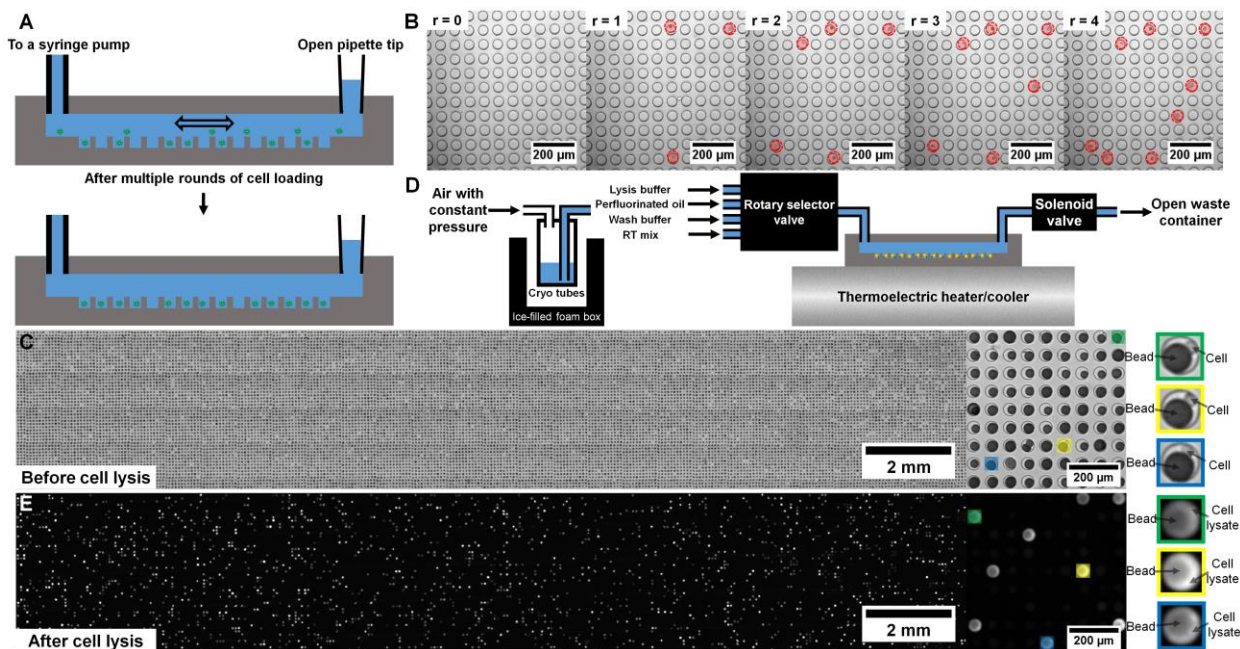 A
To a syringe pump
Open pipette tip
After multiple rounds of cell loading
B
r = 0
r = 1
r = 2
r = 3
r = 4
200 µm
200 µm
200 µm
200 µm
200 µm
D
Air with
constant
pressure
Cryo tubes
Ice-filled foam box
Lysis buffer
Perfluorinated oil
Wash buffer
RT mix
Rotary selector
valve
Solenoid
valve
Open waste
container
Thermoelectric heater/cooler
C
Before cell lysis
2 mm
200 µm
Bead
Cell
Bead
Cell
Bead
Cell
E
After cell lysis
2 mm
200 µm
Bead
Cell
lysate
Bead
Cell
lysate
Bead
Cell
lysate